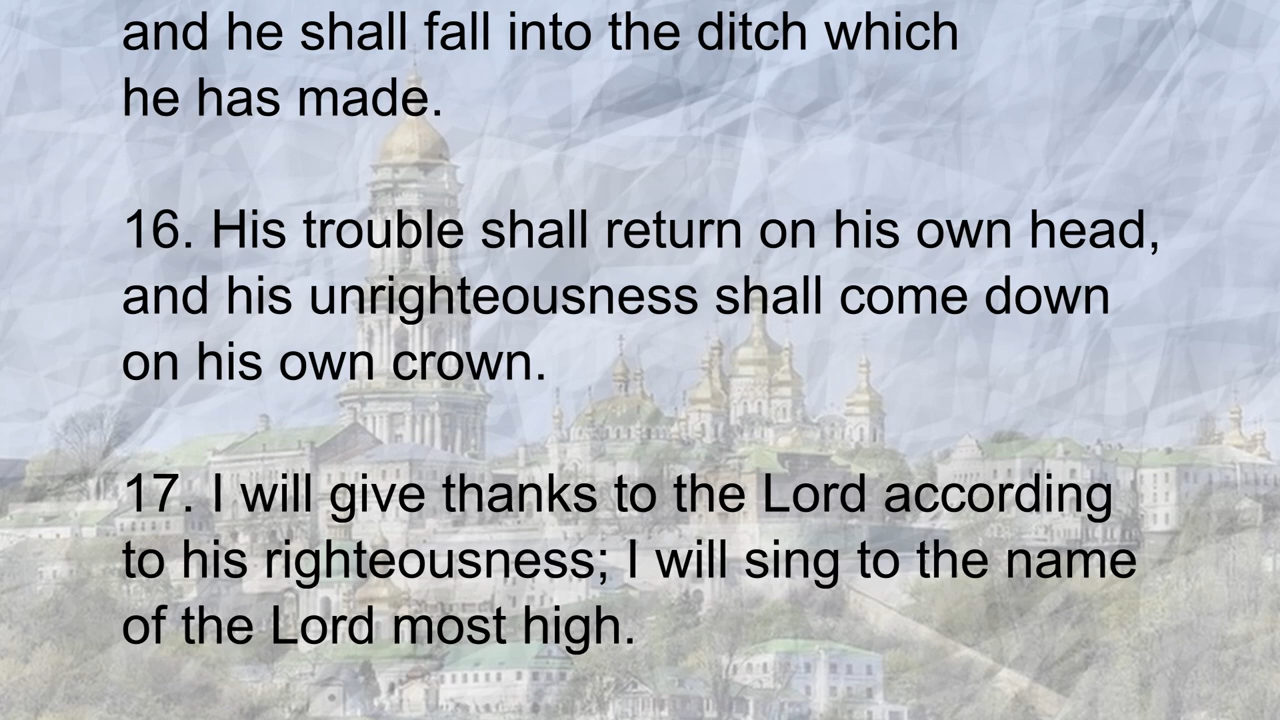 and he shall fall into the ditch which
he has made.
16. His trouble shall return on his own head,
and his unrighteousness shall come down
on his own crown.
17. I will give thanks to the Lord according
to his righteousness; I will sing to the name
of the Lord most high.